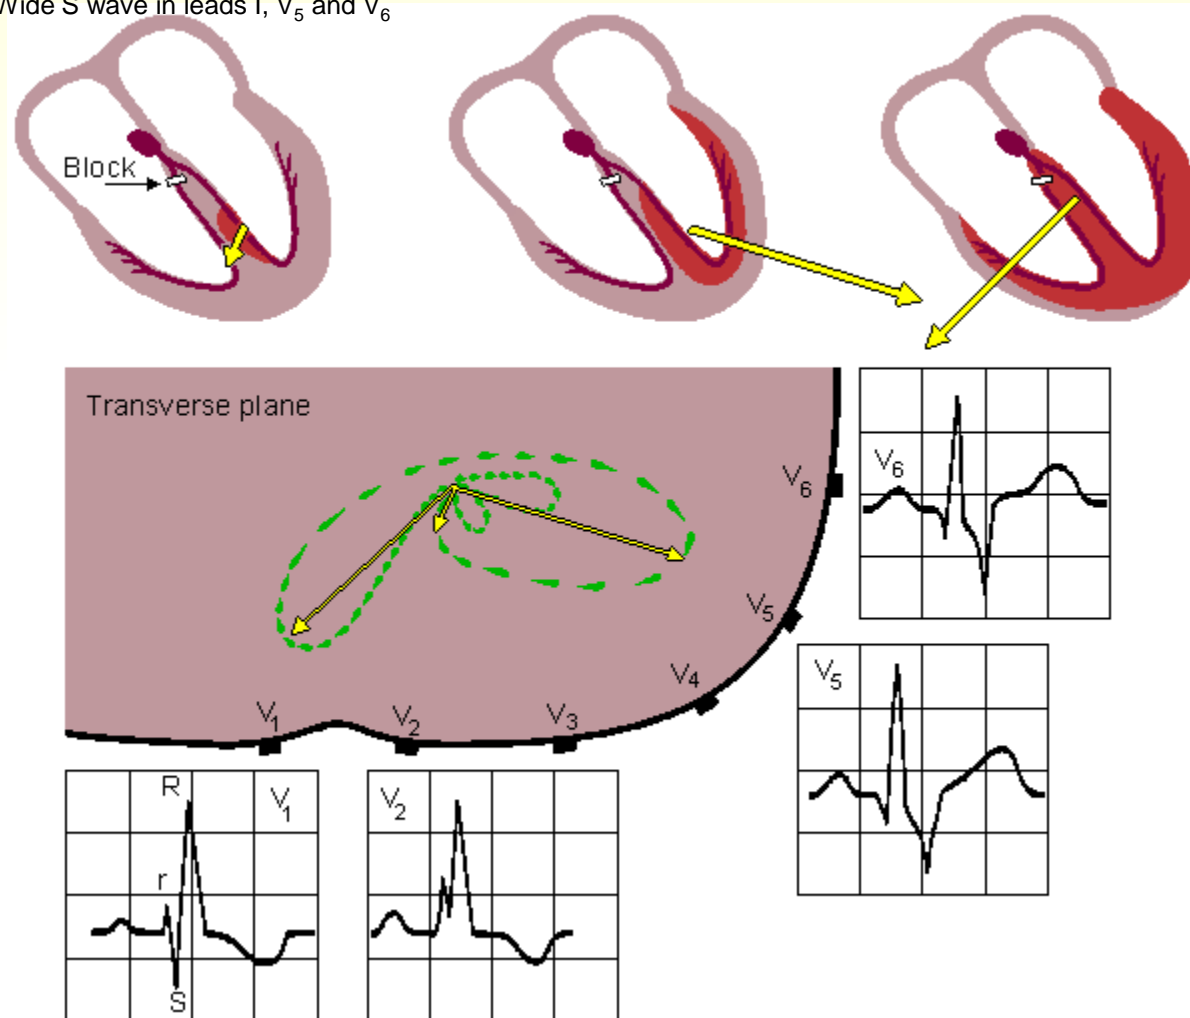 Wide S wave in leads I, V5 and V6
Block
Transverse plane
V6
V6
V5
V5
V4
V1
V2
V3
R
V1
V2
r
S